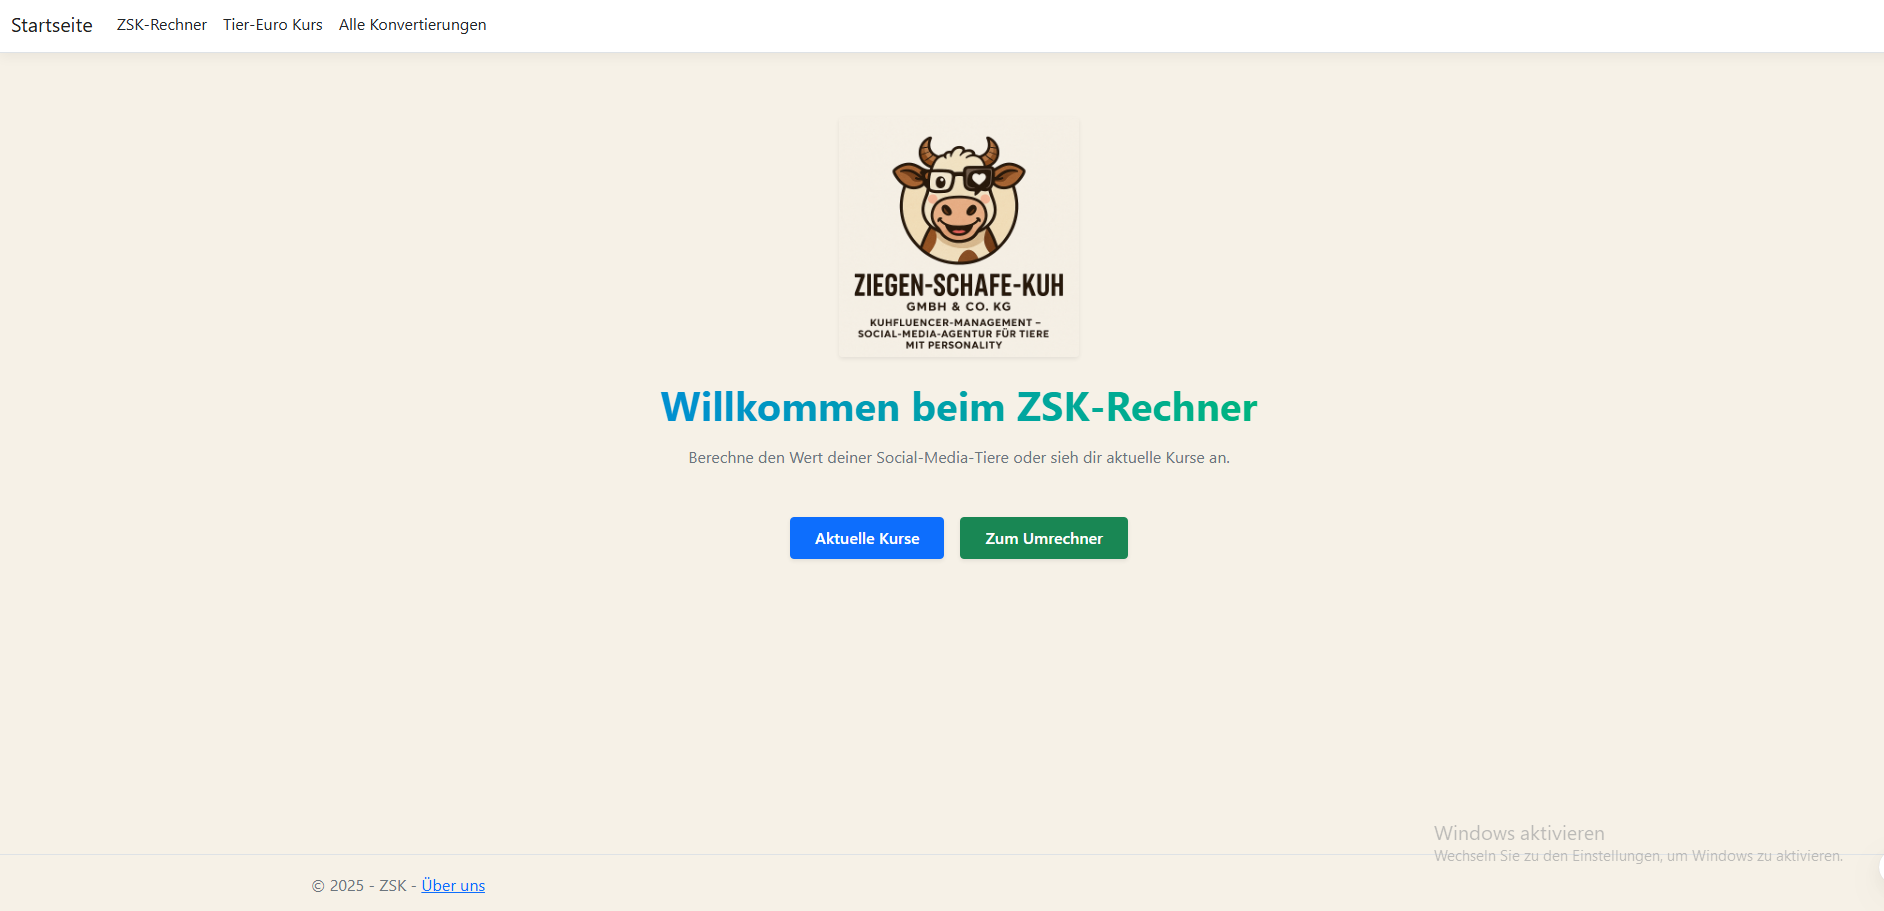 Startseite ZSK-Rechner Tier-Euro Kurs Alle Konvertierungen
ZIEGEN-SCHAFE-KUH
GMBH & CO. KG
KUHFLUENCER-MANAGEMENT –
SOCIAL-MEDIA-AGENTUR FÜR TIERE
MIT PERSONALITY
Willkommen beim ZSK-Rechner
Berechne den Wert deiner Social-Media-Tiere oder sieh dir aktuelle Kurse an.
Aktuelle Kurse Zum Umrechner
Windows aktivieren
Wechseln Sie zu den Einstellungen, um Windows zu aktivieren.
© 2025 - ZSK - Über uns